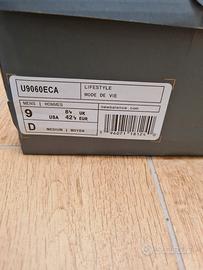 U9060ECA
LIFESTYLE
MODE DE VIE
MENS | HOMMES
newbalance.com
9 8½ UK
USA 42½ EUR
D MEDIUM | MOYEN
subito